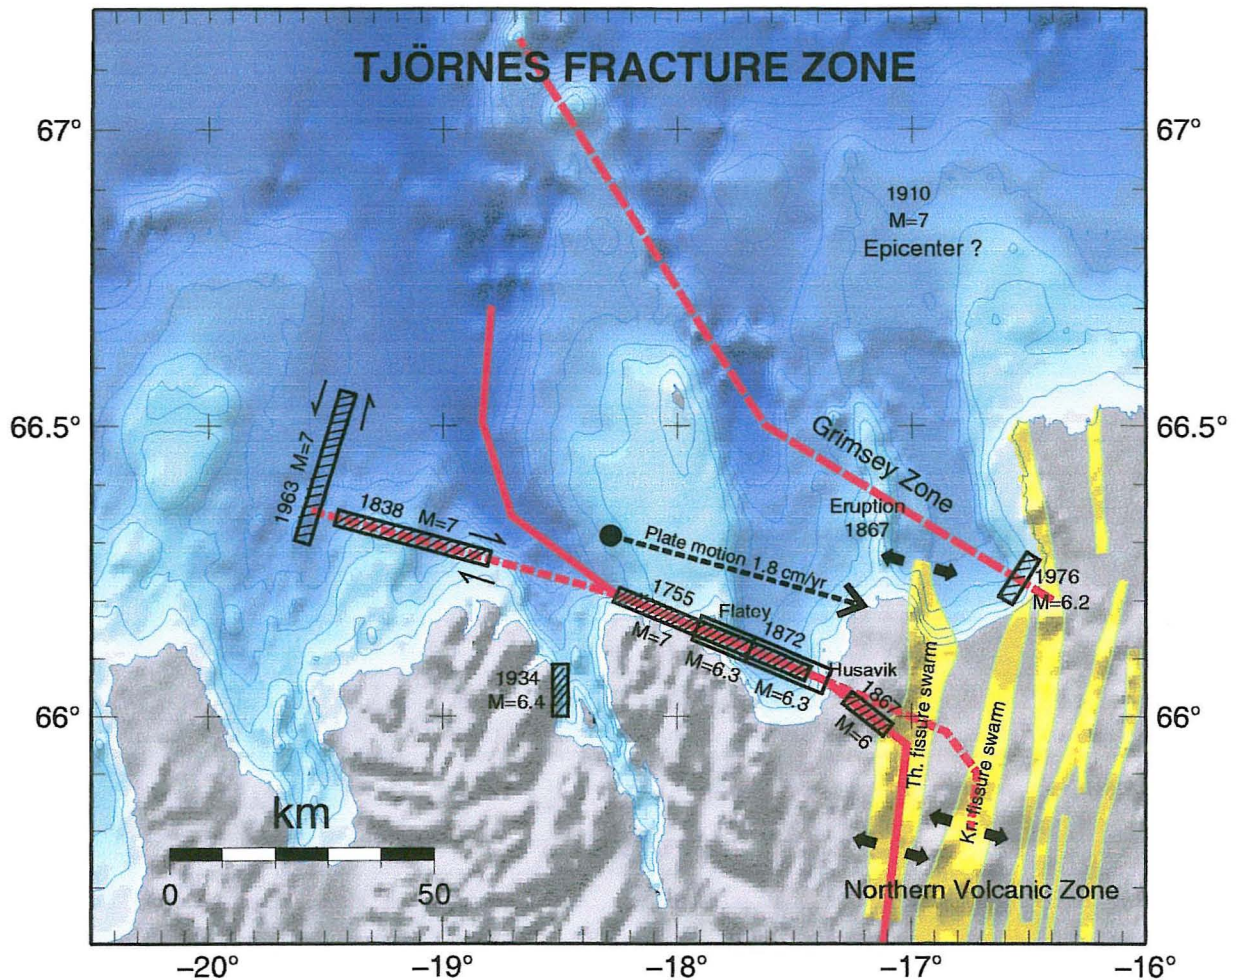 TJÖRNES FRACTURE ZONE
67°
67°
1910
M=7
Epicenter ?
66.5°
66.5°
Grimsey Zone
Eruption
1867
1963 M=7
1838 M=7
Plate motion 1.8 cm/yr
1976
M=6.2
1755
M=7
Flatey
1872
M=6.3
M=6.3
Husavik
1934
M=6.4
1867
M=6
66°
66°
Th. fissure swarm
Kr. fissure swarm
km
0
50
Northern Volcanic Zone
−20°
−19°
−18°
−17°
−16°